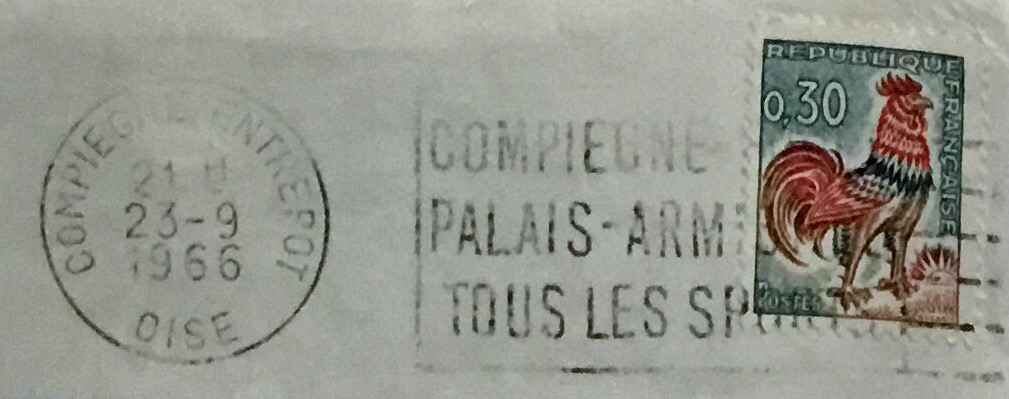 COMPIEGNE ENTREPOT
21 H
23-9
1966
OISE
COMPIEGNE-
PALAIS-ARM
TOUS LES SP
REPUBLIQUE FRANCAISE
0,30
POSTES